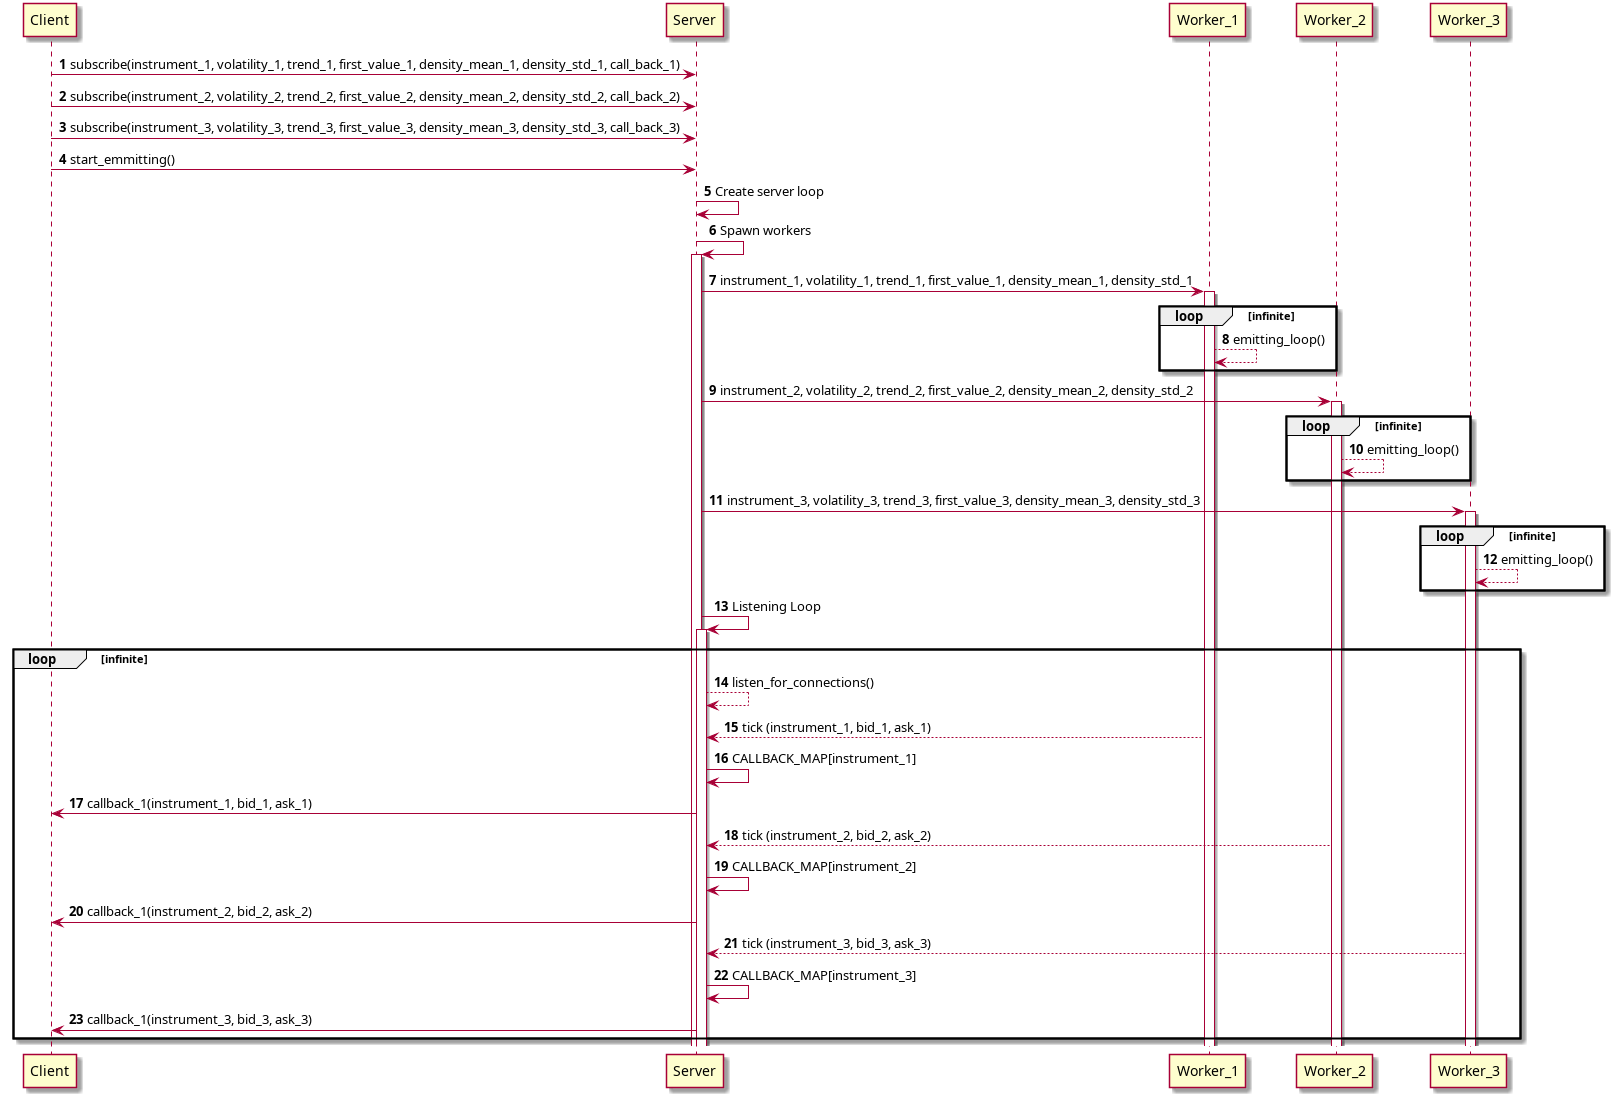 Client Server Worker_1 Worker_2 Worker_3
1 subscribe(instrument_1, volatility_1, trend_1, first_value_1, density_mean_1, density_std_1, call_back_1)
2 subscribe(instrument_2, volatility_2, trend_2, first_value_2, density_mean_2, density_std_2, call_back_2)
3 subscribe(instrument_3, volatility_3, trend_3, first_value_3, density_mean_3, density_std_3, call_back_3)
4 start_emmitting()
5 Create server loop
6 Spawn workers
7 instrument_1, volatility_1, trend_1, first_value_1, density_mean_1, density_std_1
loop [infinite]
8 emitting_loop()
9 instrument_2, volatility_2, trend_2, first_value_2, density_mean_2, density_std_2
loop [infinite]
10 emitting_loop()
11 instrument_3, volatility_3, trend_3, first_value_3, density_mean_3, density_std_3
loop [infinite]
12 emitting_loop()
13 Listening Loop
loop [infinite]
14 listen_for_connections()
15 tick (instrument_1, bid_1, ask_1)
16 CALLBACK_MAP[instrument_1]
17 callback_1(instrument_1, bid_1, ask_1)
18 tick (instrument_2, bid_2, ask_2)
19 CALLBACK_MAP[instrument_2]
20 callback_1(instrument_2, bid_2, ask_2)
21 tick (instrument_3, bid_3, ask_3)
22 CALLBACK_MAP[instrument_3]
23 callback_1(instrument_3, bid_3, ask_3)
Client Server Worker_1 Worker_2 Worker_3